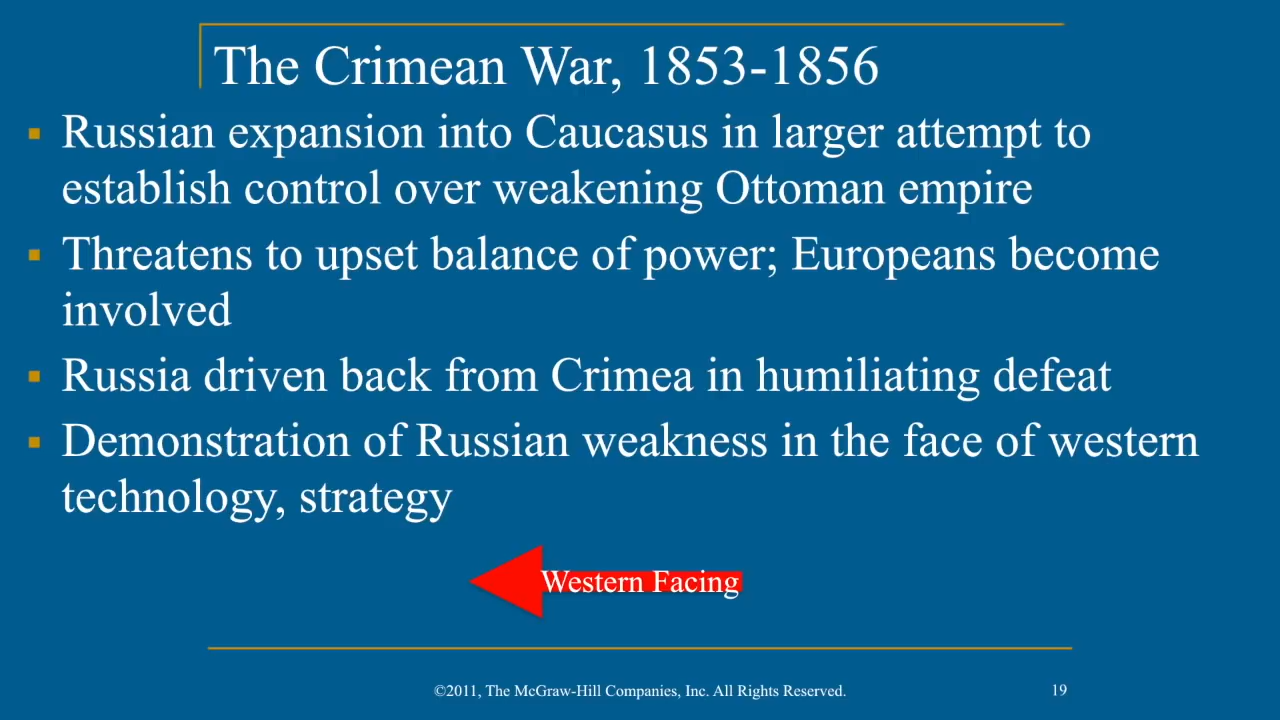 The Crimean War, 1853-1856
Russian expansion into Caucasus in larger attempt to
establish control over weakening Ottoman empire
Threatens to upset balance of power; Europeans become
involved
Russia driven back from Crimea in humiliating defeat
Demonstration of Russian weakness in the face of western
technology, strategy
Western Facing
©2011, The McGraw-Hill Companies, Inc. All Rights Reserved.
19